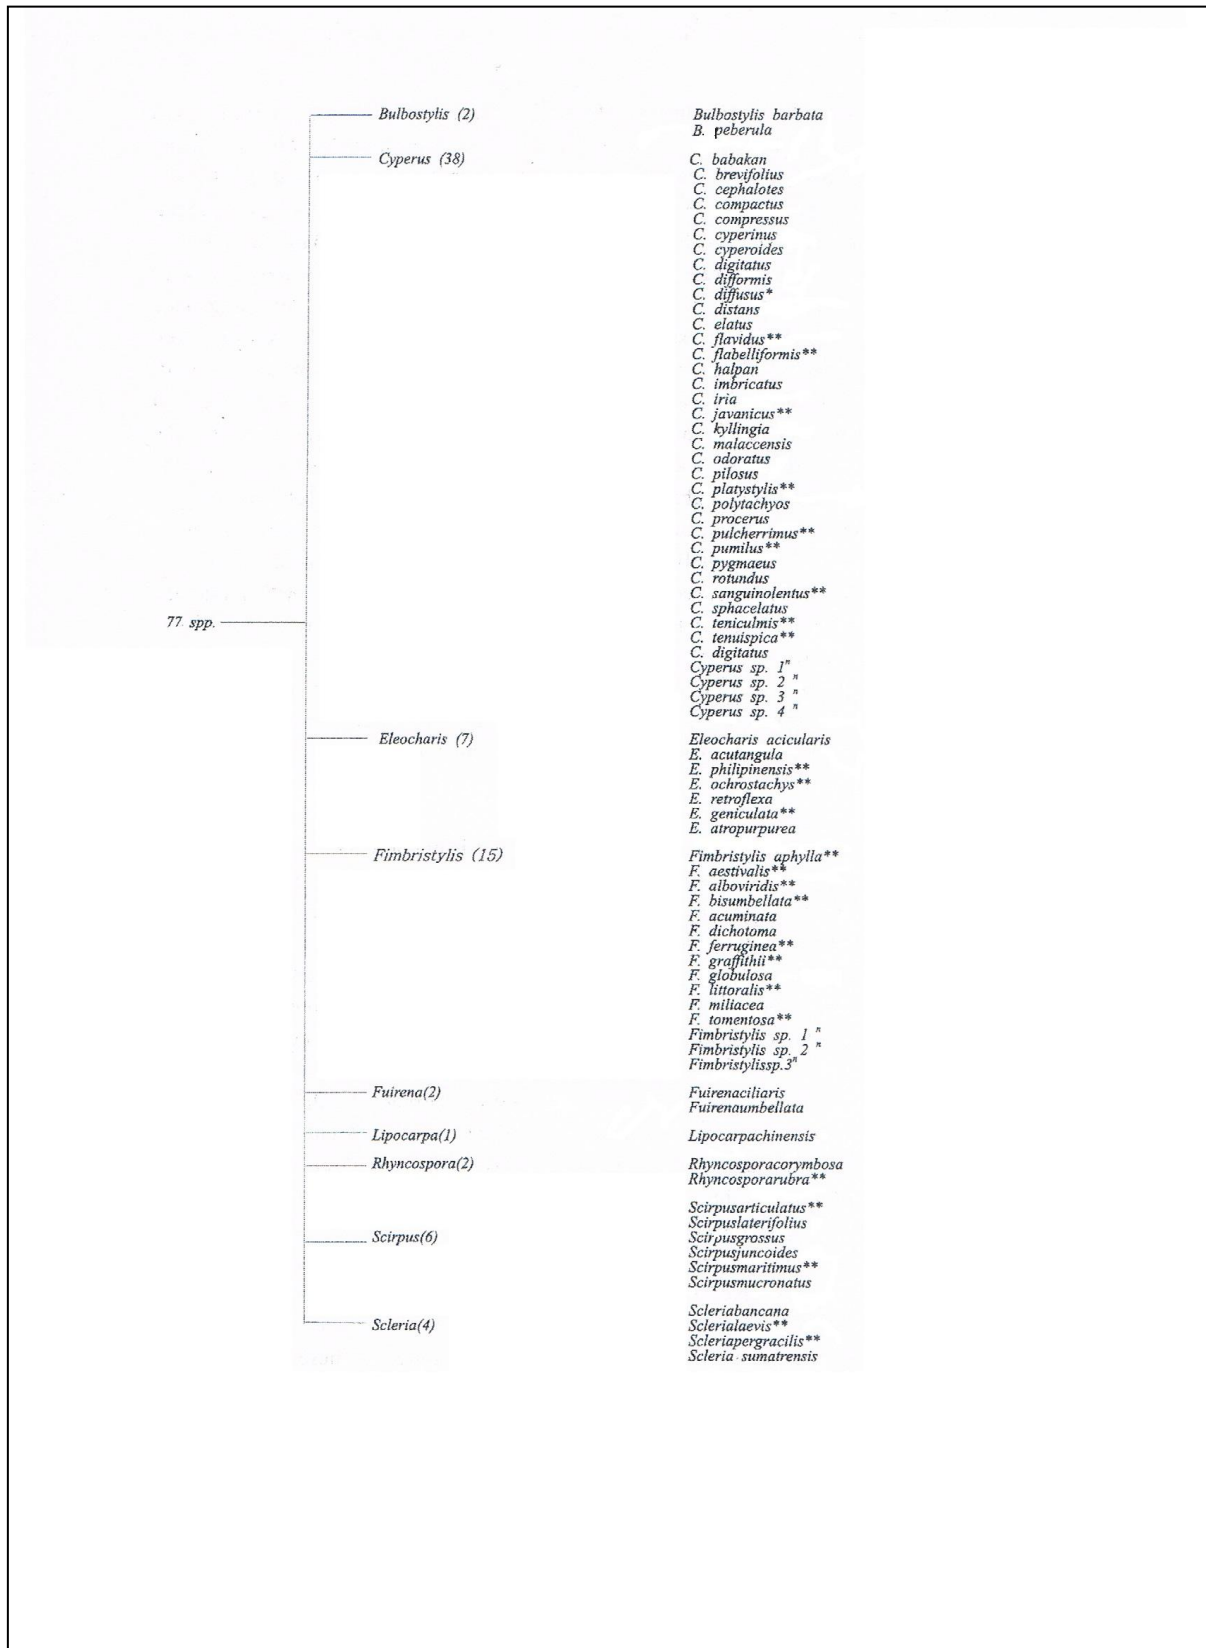 Bulbostylis (2) Bulbostylis barbata
B. peberula
Cyperus (38) C. babakan
C. brevifolius
C. cephalotes
C. compactus
C. compressus
C. cyperinus
C. cyperoides
C. digitatus
C. difformis
C. diffusus*
C. distans
C. elatus
C. flavidus**
C. flabelliformis**
C. halpan
C. imbricatus
C. iria
C. javanicus**
C. kyllingia
C. malaccensis
C. odoratus
C. pilosus
C. platystylis**
C. polytachyos
C. procerus
C. pulcherrimus**
C. pumilus**
C. pygmaeus
C. rotundus
C. sanguinolentus**
C. sphacelatus
77 spp. C. teniculmis**
C. tenuispica**
C. digitatus
Cyperus sp. 1ⁿ
Cyperus sp. 2 ⁿ
Cyperus sp. 3 ⁿ
Cyperus sp. 4 ⁿ
Eleocharis (7) Eleocharis acicularis
E. acutangula
E. philipinensis**
E. ochrostachys**
E. retroflexa
E. geniculata**
E. atropurpurea
Fimbristylis (15) Fimbristylis aphylla**
F. aestivalis**
F. alboviridis**
F. bisumbellata**
F. acuminata
F. dichotoma
F. ferruginea**
F. graffithii**
F. globulosa
F. littoralis**
F. miliacea
F. tomentosa**
Fimbristylis sp. 1 ⁿ
Fimbristylis sp. 2 ⁿ
Fimbristylissp.3ⁿ
Fuirena(2) Fuirenaciliaris
Fuirenaumbellata
Lipocarpa(1) Lipocarpachinensis
Rhyncospora(2) Rhyncosporacorymbosa
Rhyncosporarubra**
Scirpusarticulatus**
Scirpuslaterifolius
Scirpus(6) Scirpusgrossus
Scirpusjuncoides
Scirpusmaritimus**
Scirpusmucronatus
Scleriabancana
Scleria(4) Sclerialaevis**
Scleriapergracilis**
Scleria sumatrensis